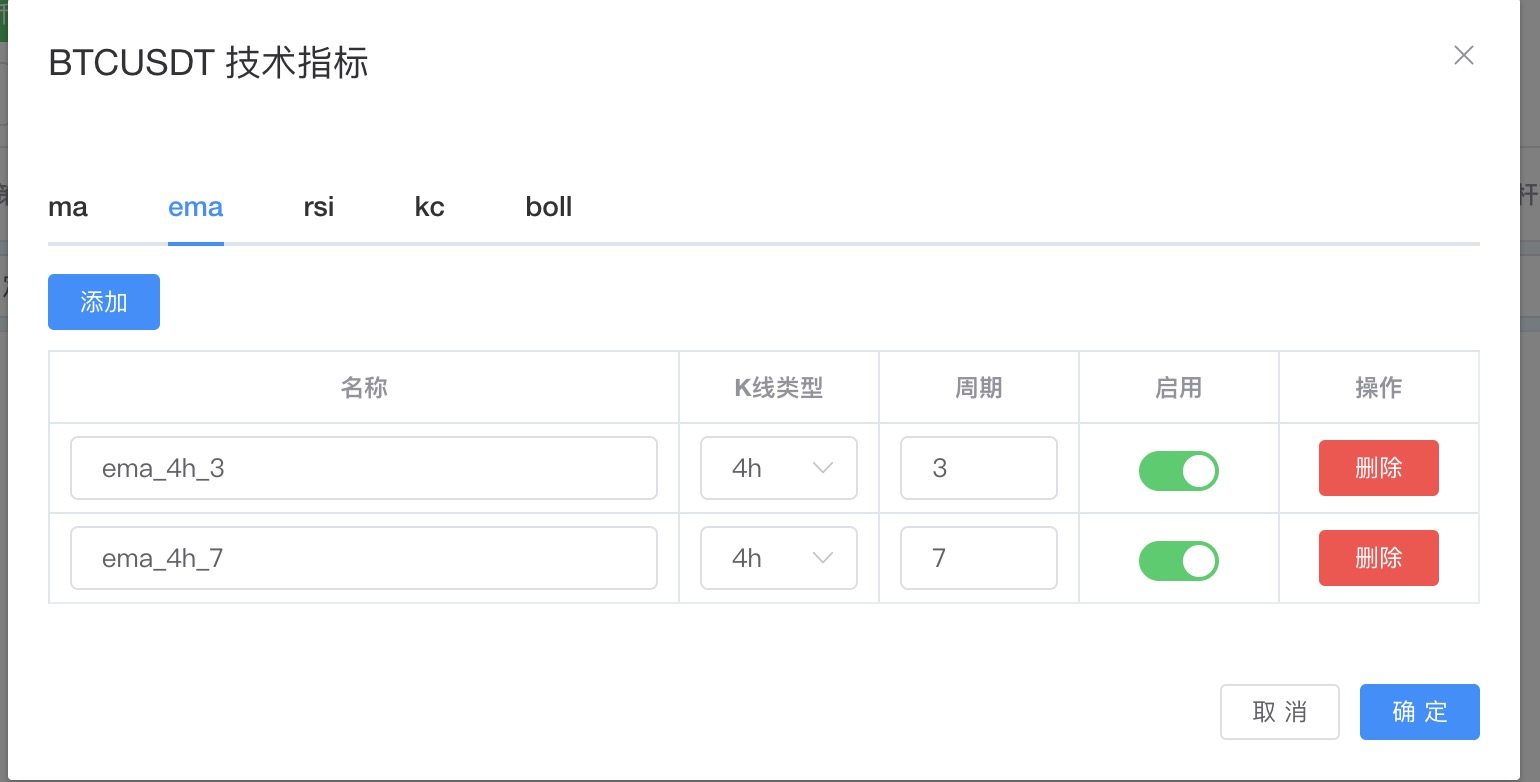 BTCUSDT 技术指标
ma ema rsi kc boll
添加
名称 K线类型 周期 启用 操作
ema_4h_3 4h 3 删除
ema_4h_7 4h 7 删除
取 消 确 定